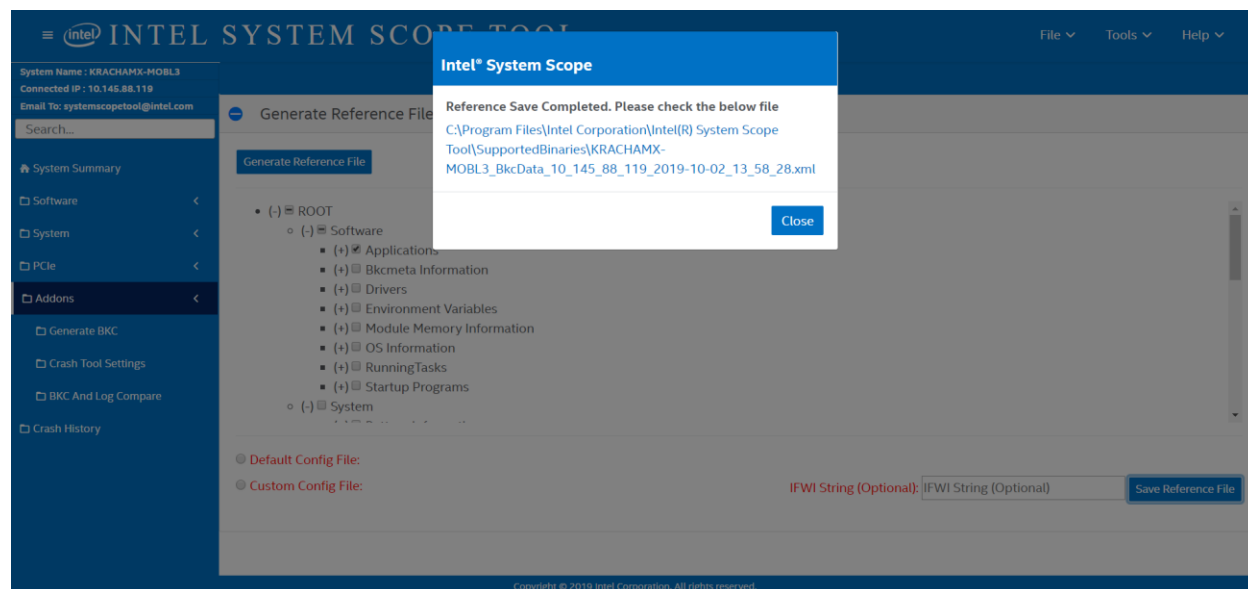 ≡ intel INTEL SYSTEM SCOPE TOOL
File Tools Help
System Name : KRACHAMX-MOBL3
Connected IP : 10.145.88.119
Email To: systemscopetool@intel.com
Search...
System Summary
Software
System
PCIe
Addons
Generate BKC
Crash Tool Settings
BKC And Log Compare
Crash History
Generate Reference File
Generate Reference File
• (-) ROOT
(-) Software
(+) Applications
(+) Bkcmeta Information
(+) Drivers
(+) Environment Variables
(+) Module Memory Information
(+) OS Information
(+) RunningTasks
(+) Startup Programs
(-) System
Default Config File:
Custom Config File:
IFWI String (Optional): IFWI String (Optional)
Save Reference File
Intel® System Scope
Reference Save Completed. Please check the below file
C:\Program Files\Intel Corporation\Intel(R) System Scope
Tool\SupportedBinaries\KRACHAMX-
MOBL3_BkcData_10_145_88_119_2019-10-02_13_58_28.xml
Close
Copyright © 2019 Intel Corporation. All rights reserved.